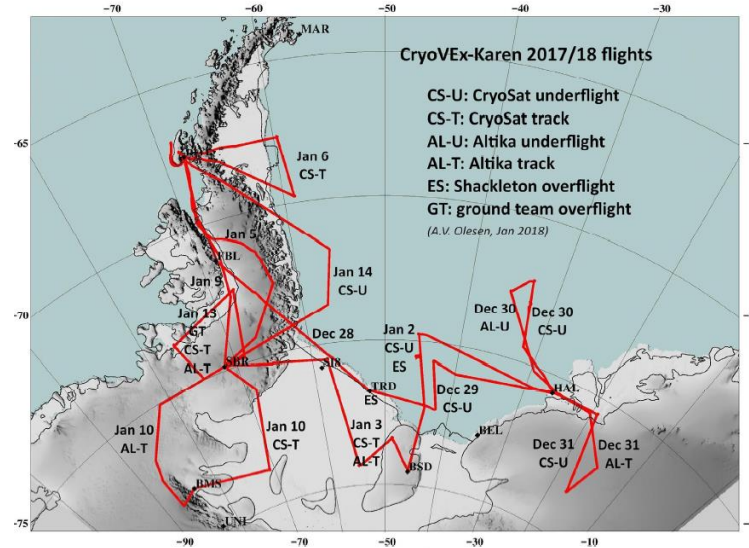 -70
-60
-50
-40
-30
-20
MAR
CryoVEx-Karen 2017/18 flights
CS-U: CryoSat underflight
CS-T: CryoSat track
AL-U: Altika underflight
AL-T: Altika track
ES: Shackleton overflight
GT: ground team overflight
(A.V. Olesen, Jan 2018)
-65
Jan 6
CS-T
Jan 5
FBL
Jan 9
Jan 14
CS-U
Jan 13
GT
CS-T
AL-T
Dec 28
Jan 2
CS-U
ES
Dec 30
AL-U
Dec 30
CS-U
-70
SBR
SI8
TRD
ES
Dec 29
CS-U
HAL
BEL
Jan 10
AL-T
Jan 10
CS-T
Jan 3
CS-T
AL-T
BSD
Dec 31
CS-U
Dec 31
AL-T
BMS
UNI
-75
-90
-70
-50
-30
-10